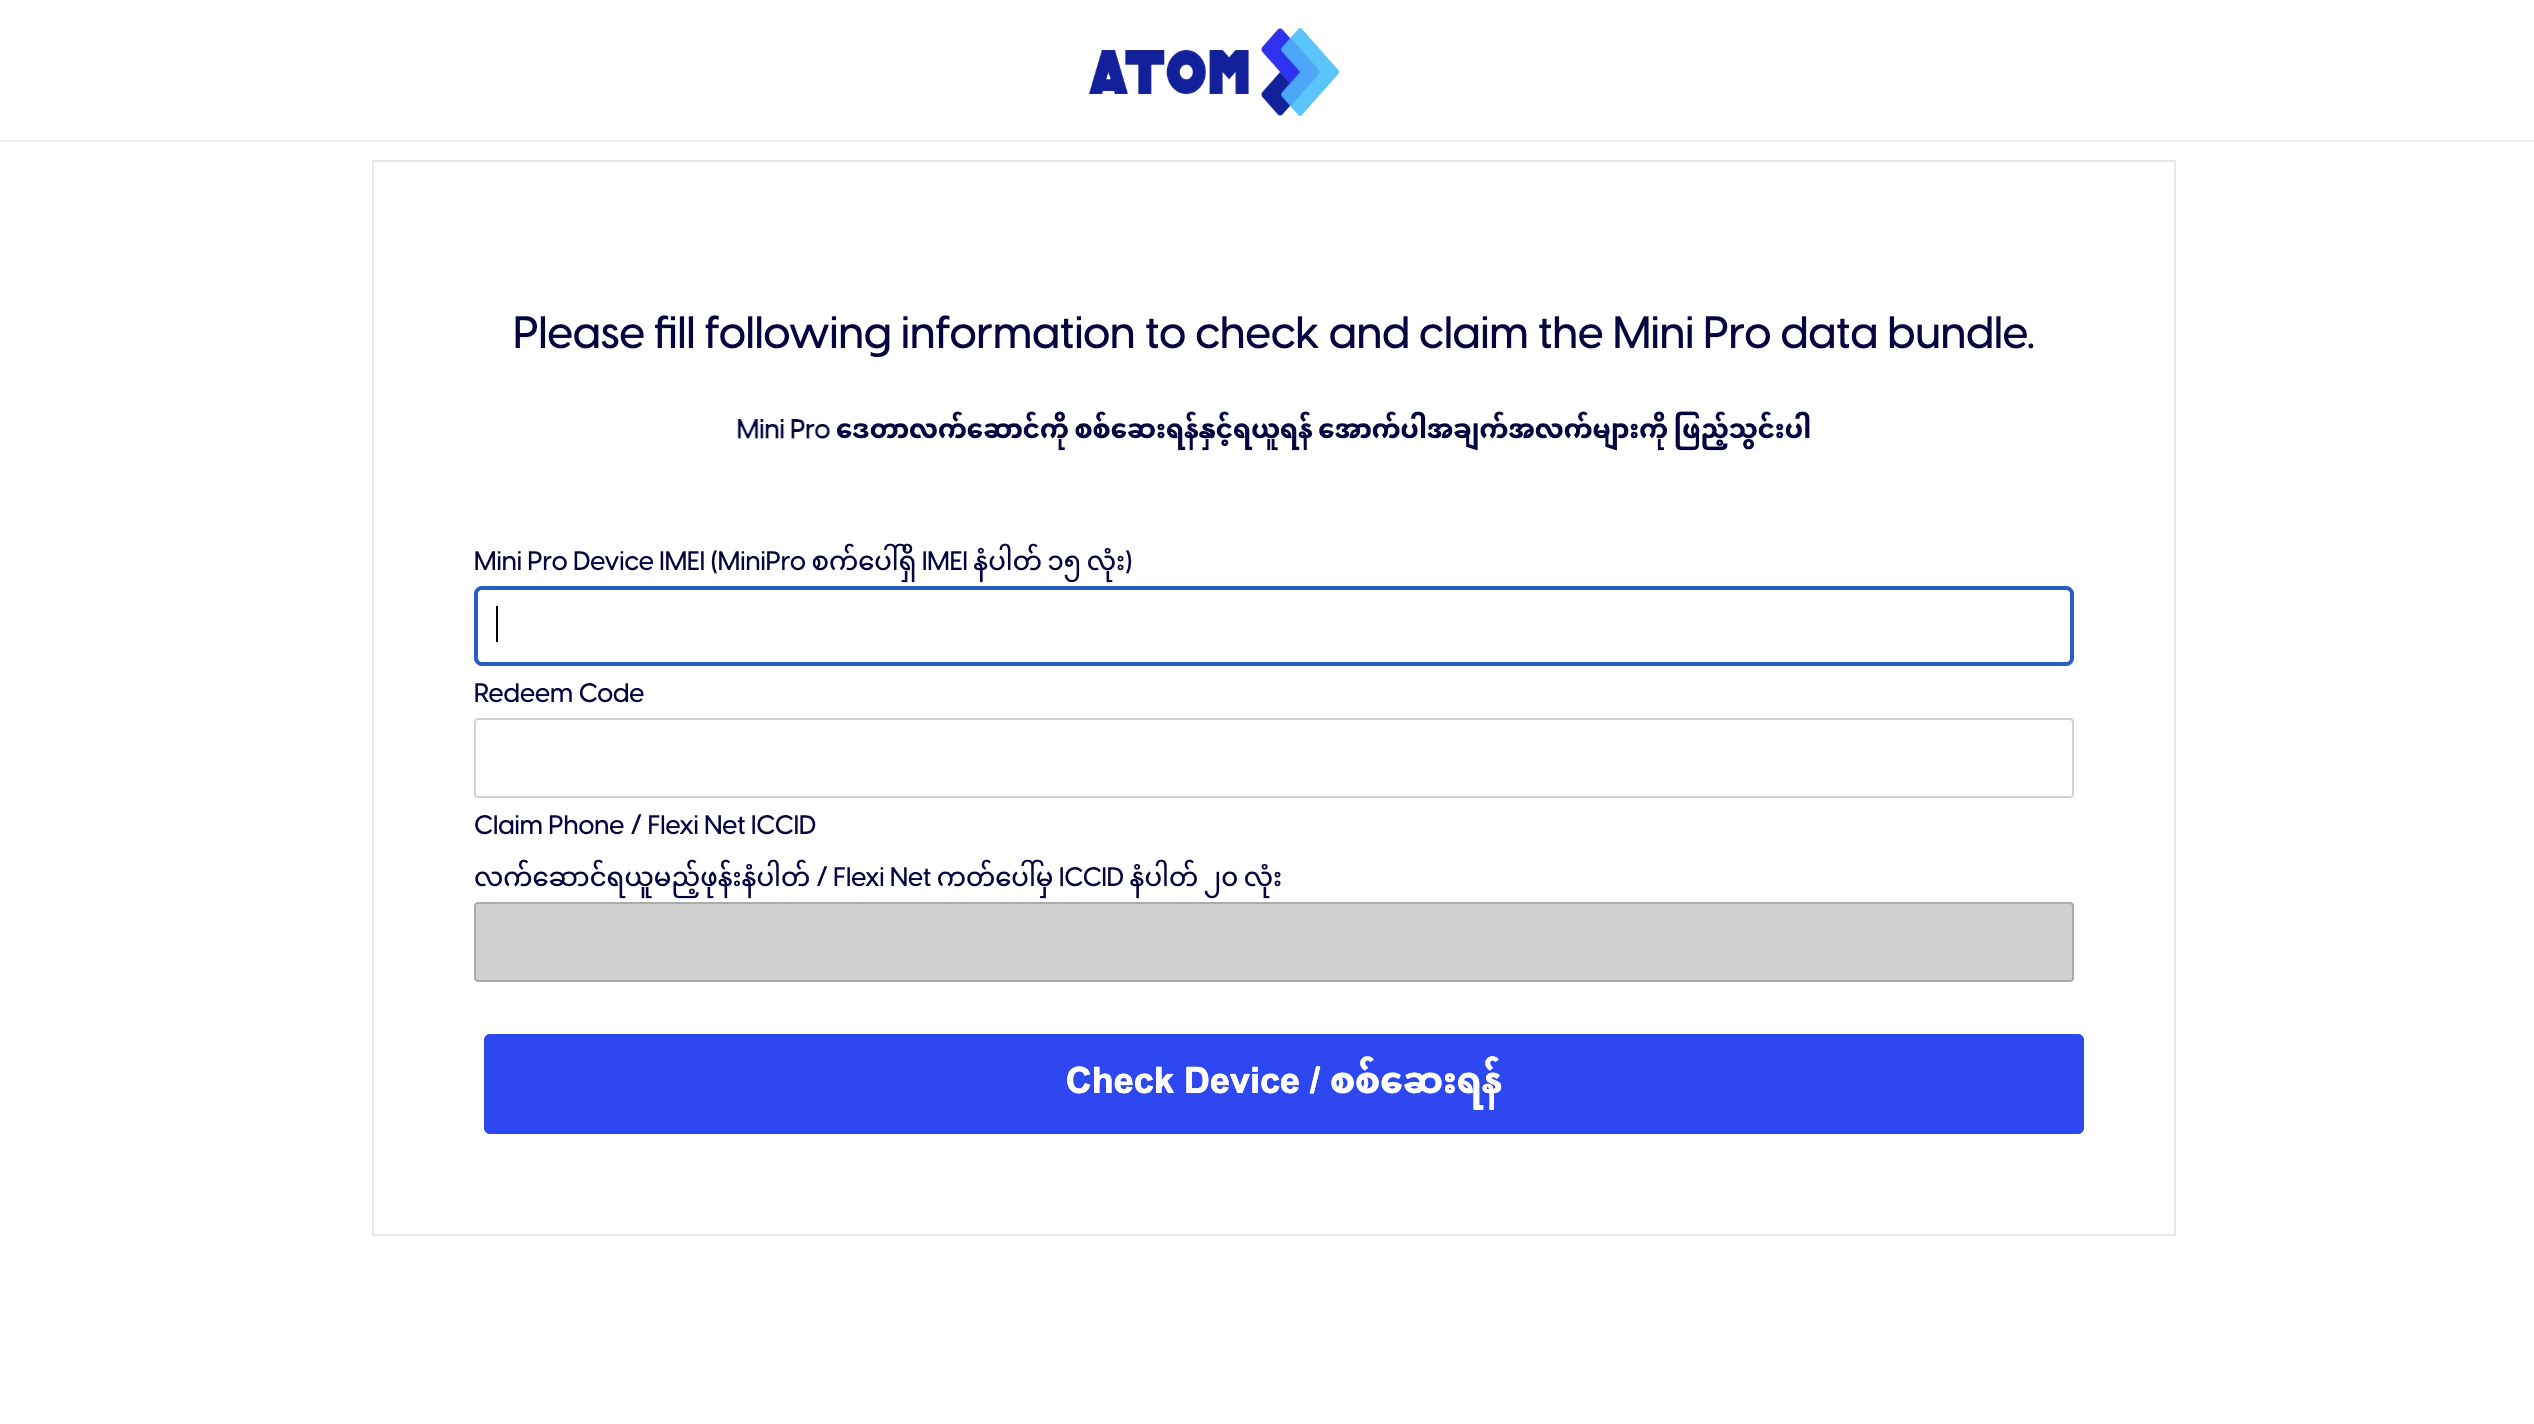 ATOM
Please fill following information to check and claim the Mini Pro data bundle.
Mini Pro ဒေတာလက်ဆောင်ကို စစ်ဆေးရန်နှင့်ရယူရန် အောက်ပါအချက်အလက်များကို ဖြည့်သွင်းပါ
Mini Pro Device IMEI (MiniPro စက်ပေါ်ရှိ IMEI နံပါတ် ၁၅ လုံး)
Redeem Code
Claim Phone / Flexi Net ICCID
လက်ဆောင်ရယူမည့်ဖုန်းနံပါတ် / Flexi Net ကတ်ပေါ်မှ ICCID နံပါတ် ၂၀ လုံး
Check Device / စစ်ဆေးရန်